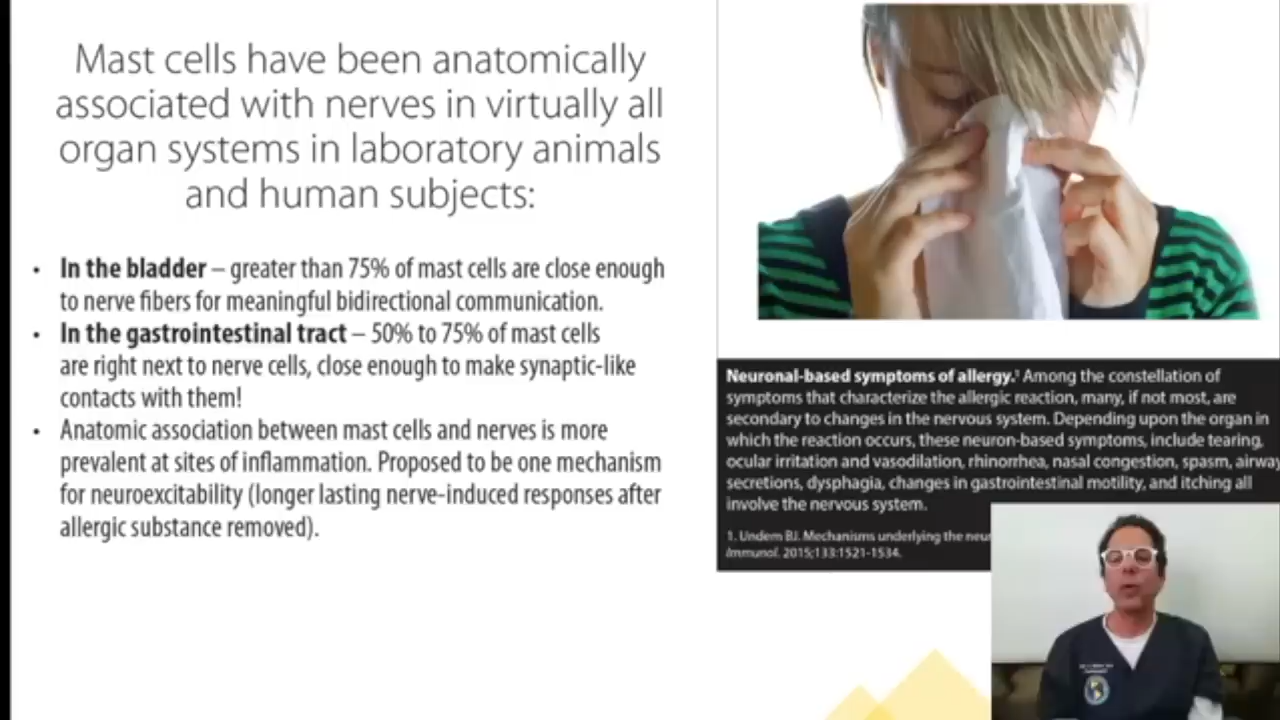 Mast cells have been anatomically
associated with nerves in virtually all
organ systems in laboratory animals
and human subjects:
• In the bladder – greater than 75% of mast cells are close enough
to nerve fibers for meaningful bidirectional communication.
• In the gastrointestinal tract – 50% to 75% of mast cells
are right next to nerve cells, close enough to make synaptic-like
contacts with them!
• Anatomic association between mast cells and nerves is more
prevalent at sites of inflammation. Proposed to be one mechanism
for neuroexcitability (longer lasting nerve-induced responses after
allergic substance removed).
Neuronal-based symptoms of allergy.¹ Among the constellation of
symptoms that characterize the allergic reaction, many, if not most, are
secondary to changes in the nervous system. Depending upon the organ in
which the reaction occurs, these neuron-based symptoms, include tearing,
ocular irritation and vasodilation, rhinorrhea, nasal congestion, spasm, airway
secretions, dysphagia, changes in gastrointestinal motility, and itching all
involve the nervous system.
1. Undem BJ. Mechanisms underlying the neur
Immunol. 2015;133:1521-1534.